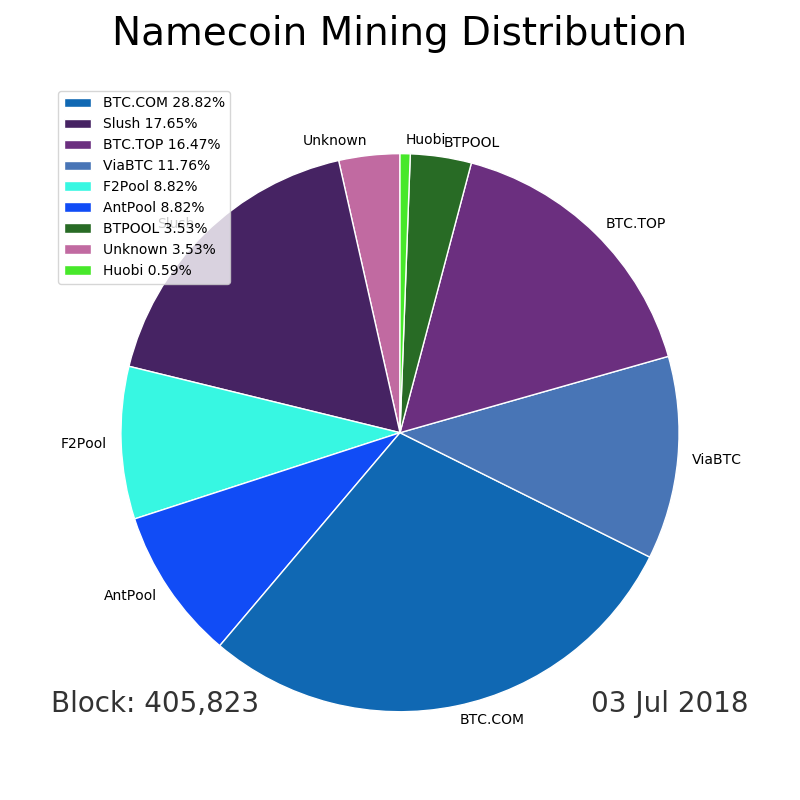 Namecoin Mining Distribution
BTC.COM 28.82%
Slush 17.65%
BTC.TOP 16.47%
ViaBTC 11.76%
F2Pool 8.82%
AntPool 8.82%
BTPOOL 3.53%
Unknown 3.53%
Huobi 0.59%
Unknown
Huobi
BTPOOL
Slush
BTC.TOP
F2Pool
ViaBTC
AntPool
BTC.COM
Block: 405,823
03 Jul 2018